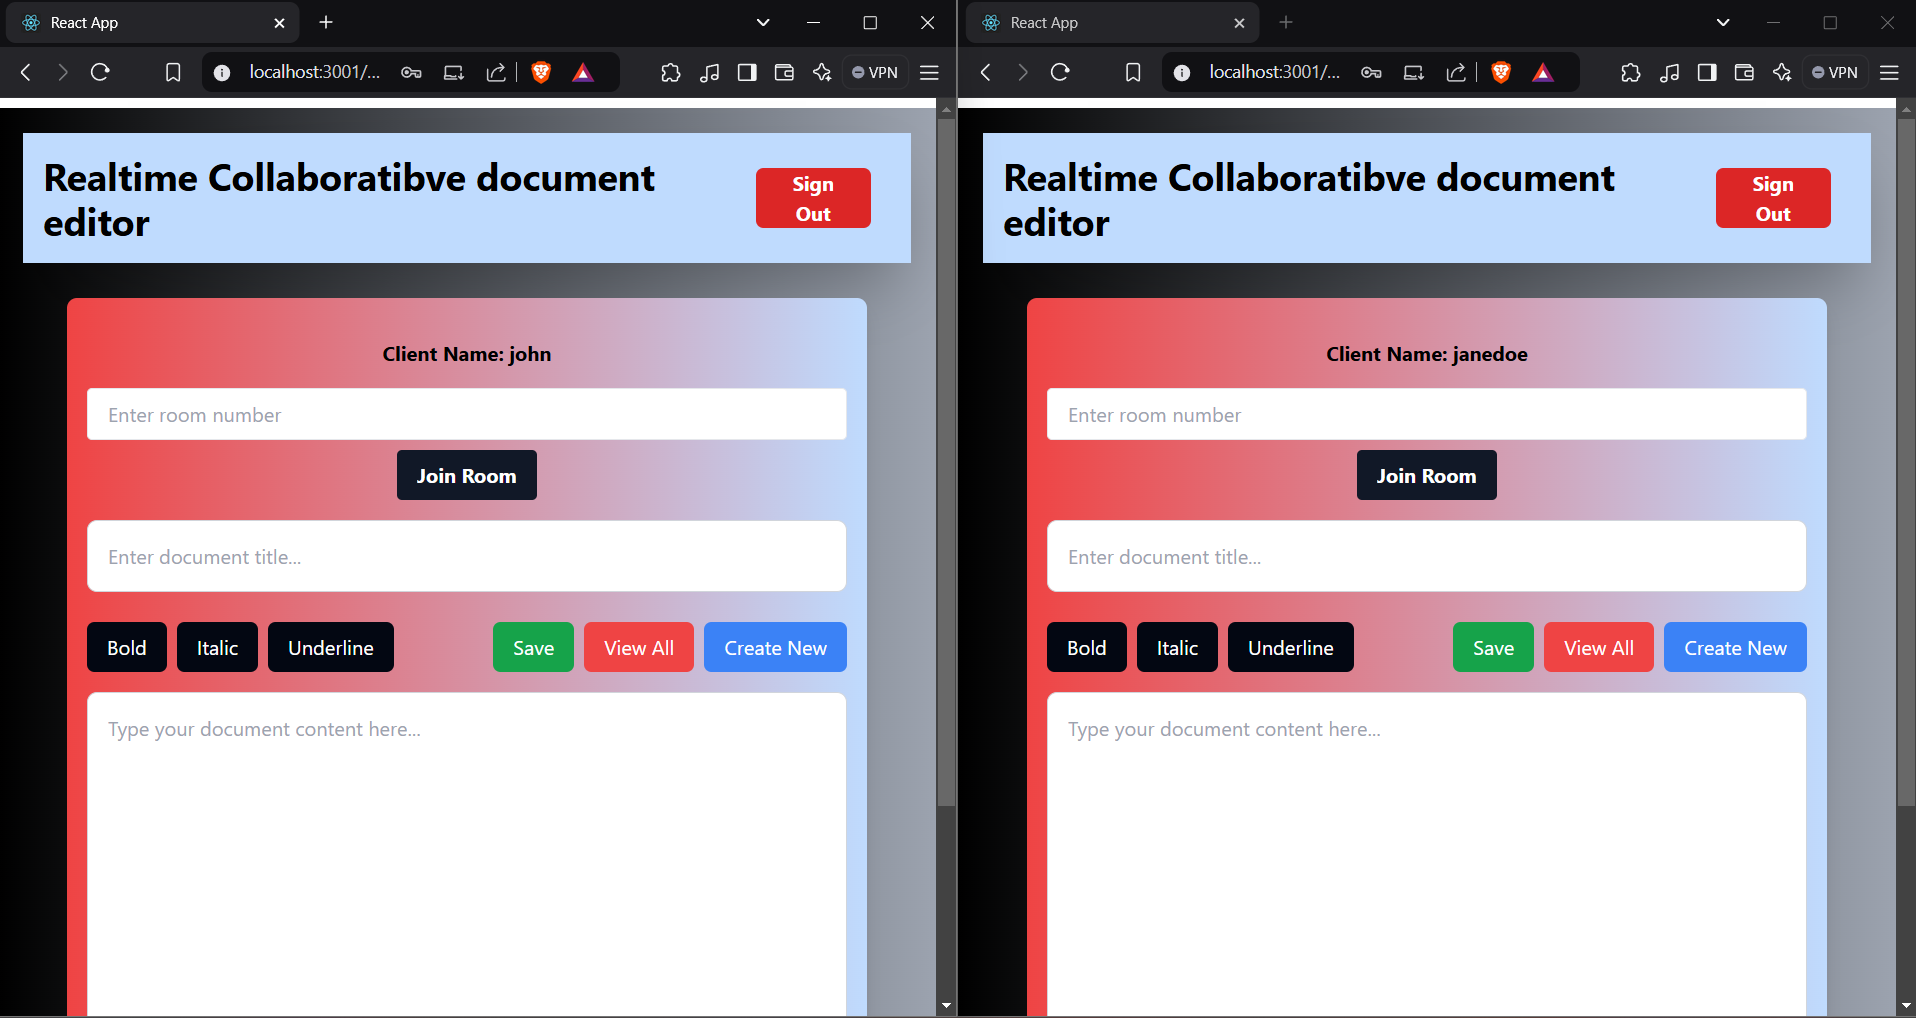 React App
localhost:3001/...
VPN
Realtime Collaboratibve document
editor
Sign
Out
Client Name: john
Enter room number
Join Room
Enter document title...
Bold
Italic
Underline
Save
View All
Create New
Type your document content here...
React App
localhost:3001/...
VPN
Realtime Collaboratibve document
editor
Sign
Out
Client Name: janedoe
Enter room number
Join Room
Enter document title...
Bold
Italic
Underline
Save
View All
Create New
Type your document content here...